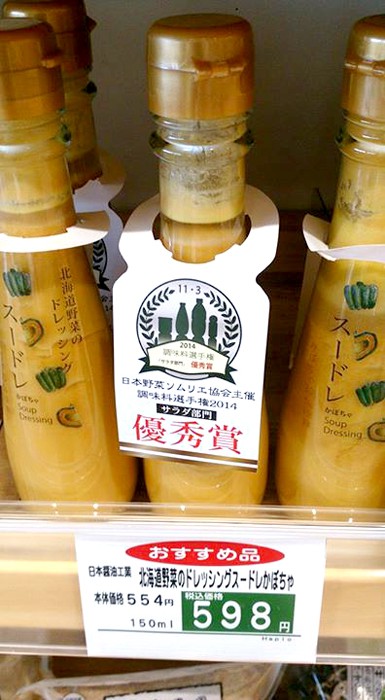 北海道野菜の
ドレッシング
スードレ
かぼちゃ
Soup
Dressing
11・3
2014
調味料選手権
サラダ部門 優秀賞
日本野菜ソムリエ協会主催
調味料選手権2014
サラダ部門
優秀賞
スードレ
かぼちゃ
Soup
Dressing
おすすめ品
日本醤油工業 北海道野菜のドレッシングスードレかぼちゃ
本体価格 554円
税込価格
598円
150ml